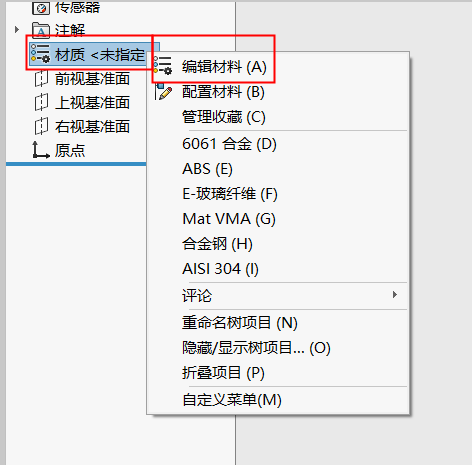 传感器
注解
材质 <未指定
前视基准面
上视基准面
右视基准面
原点
编辑材料 (A)
配置材料 (B)
管理收藏 (C)
6061 合金 (D)
ABS (E)
E-玻璃纤维 (F)
Mat VMA (G)
合金钢 (H)
AISI 304 (I)
评论
重命名树项目 (N)
隐藏/显示树项目... (O)
折叠项目 (P)
自定义菜单(M)